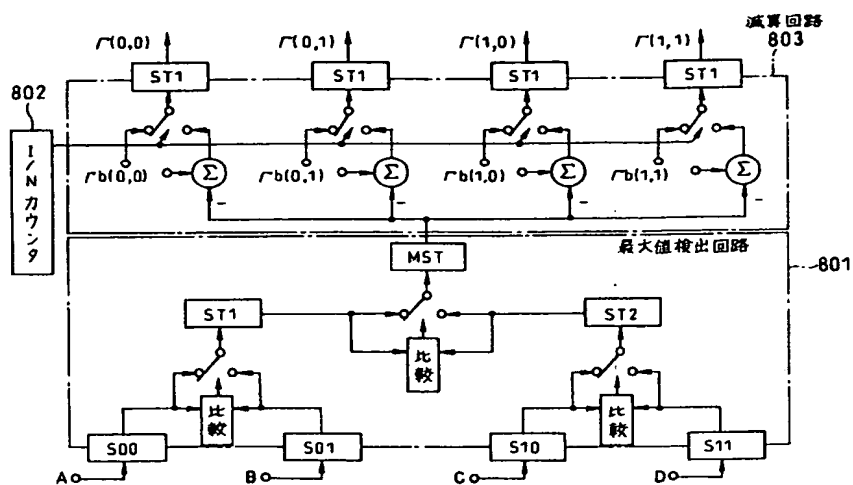 減算回路
803
Γ(0,0)
Γ(0,1)
Γ(1,0)
Γ(1,1)
802
ST1
ST1
ST1
ST1
1/Nカウンタ
Γb(0,0)
Σ
Γb(0,1)
Σ
Γb(1,0)
Σ
Γb(1,1)
Σ
-
-
-
-
最大値検出回路
MST
801
ST1
ST2
比較
比較
比較
S00
S01
S10
S11
A
B
C
D